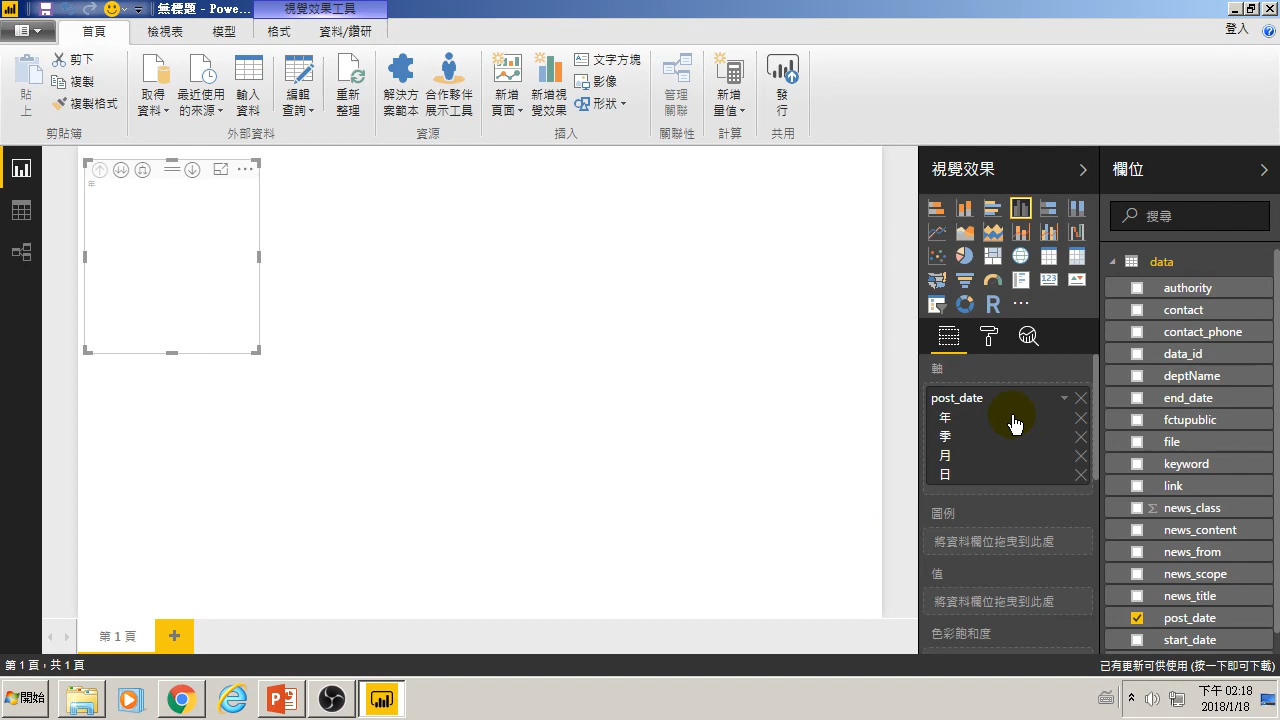 無標題 - Powe...
視覺效果工具
首頁
檢視表
模型
格式
資料/鑽研
登入
貼上
剪下
複製
複製格式
剪貼簿
取得資料
最近使用的來源
輸入資料
編輯查詢
重新整理
外部資料
解決方案範本
合作夥伴展示工具
資源
新增頁面
新增視覺效果
文字方塊
影像
形狀
插入
管理關聯
關聯性
新增量值
計算
發行
共用
年
視覺效果
軸
post_date
年
季
月
日
圖例
將資料欄位拖曳到此處
值
將資料欄位拖曳到此處
色彩飽和度
欄位
搜尋
data
authority
contact
contact_phone
data_id
deptName
end_date
fctupublic
file
keyword
link
Σ news_class
news_content
news_from
news_scope
news_title
post_date
start_date
第 1 頁
第 1 頁，共 1 頁
已有更新可供使用 (按一下即可下載)
開始
下午 02:18
2018/1/18